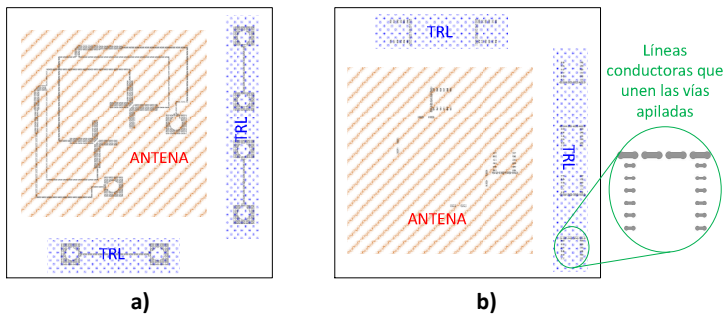 TRL
ANTENA
TRL
a)
TRL
TRL
ANTENA
b)
Líneas
conductoras que
unen las vías
apiladas